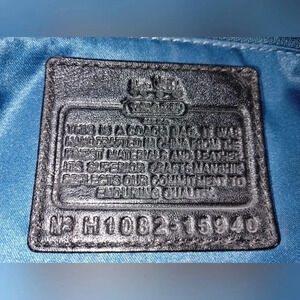 COACH
THIS IS A COACH BAG. IT WAS
HANDCRAFTED IN CHINA FROM THE
FINEST MATERIALS AND LEATHER.
ITS SUPERIOR CRAFTSMANSHIP
REFLECTS OUR COMMITMENT TO
ENDURING QUALITY.
Nº H1082-15940